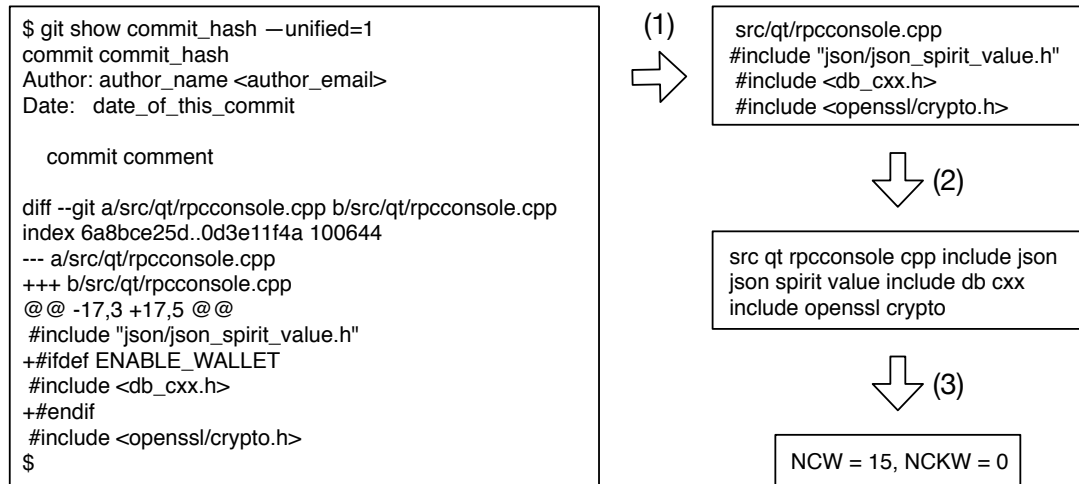 $ git show commit_hash —unified=1
commit commit_hash
Author: author_name <author_email>
Date:   date_of_this_commit
commit comment
diff --git a/src/qt/rpcconsole.cpp b/src/qt/rpcconsole.cpp
index 6a8bce25d..0d3e11f4a 100644
--- a/src/qt/rpcconsole.cpp
+++ b/src/qt/rpcconsole.cpp
@@ -17,3 +17,5 @@
#include "json/json_spirit_value.h"
+#ifdef ENABLE_WALLET
#include <db_cxx.h>
+#endif
#include <openssl/crypto.h>
$
(1)
src/qt/rpcconsole.cpp
#include "json/json_spirit_value.h"
#include <db_cxx.h>
#include <openssl/crypto.h>
(2)
src qt rpcconsole cpp include json
json spirit value include db cxx
include openssl crypto
(3)
NCW = 15, NCKW = 0